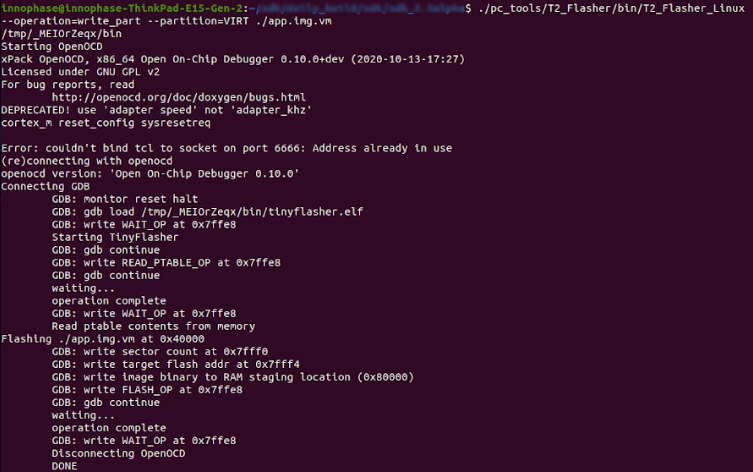 innophase@innophase-ThinkPad-E15-Gen-2:~/ $ ./pc_tools/T2_Flasher/bin/T2_Flasher_Linux
--operation=write_part --partition=VIRT ./app.img.vm
/tmp/_MEIOrZeqx/bin
Starting OpenOCD
xPack OpenOCD, x86_64 Open On-Chip Debugger 0.10.0+dev (2020-10-13-17:27)
Licensed under GNU GPL v2
For bug reports, read
http://openocd.org/doc/doxygen/bugs.html
DEPRECATED! use 'adapter speed' not 'adapter_khz'
cortex_m reset_config sysresetreq
Error: couldn't bind tcl to socket on port 6666: Address already in use
(re)connecting with openocd
openocd version: 'Open On-Chip Debugger 0.10.0'
Connecting GDB
GDB: monitor reset halt
GDB: gdb load /tmp/_MEIOrZeqx/bin/tinyflasher.elf
GDB: write WAIT_OP at 0x7ffe8
Starting TinyFlasher
GDB: gdb continue
GDB: write READ_PTABLE_OP at 0x7ffe8
GDB: gdb continue
waiting...
operation complete
GDB: write WAIT_OP at 0x7ffe8
Read ptable contents from memory
Flashing ./app.img.vm at 0x40000
GDB: write sector count at 0x7fff0
GDB: write target flash addr at 0x7fff4
GDB: write image binary to RAM staging location (0x80000)
GDB: write FLASH_OP at 0x7ffe8
GDB: gdb continue
waiting...
operation complete
GDB: write WAIT_OP at 0x7ffe8
Disconnecting OpenOCD
DONE